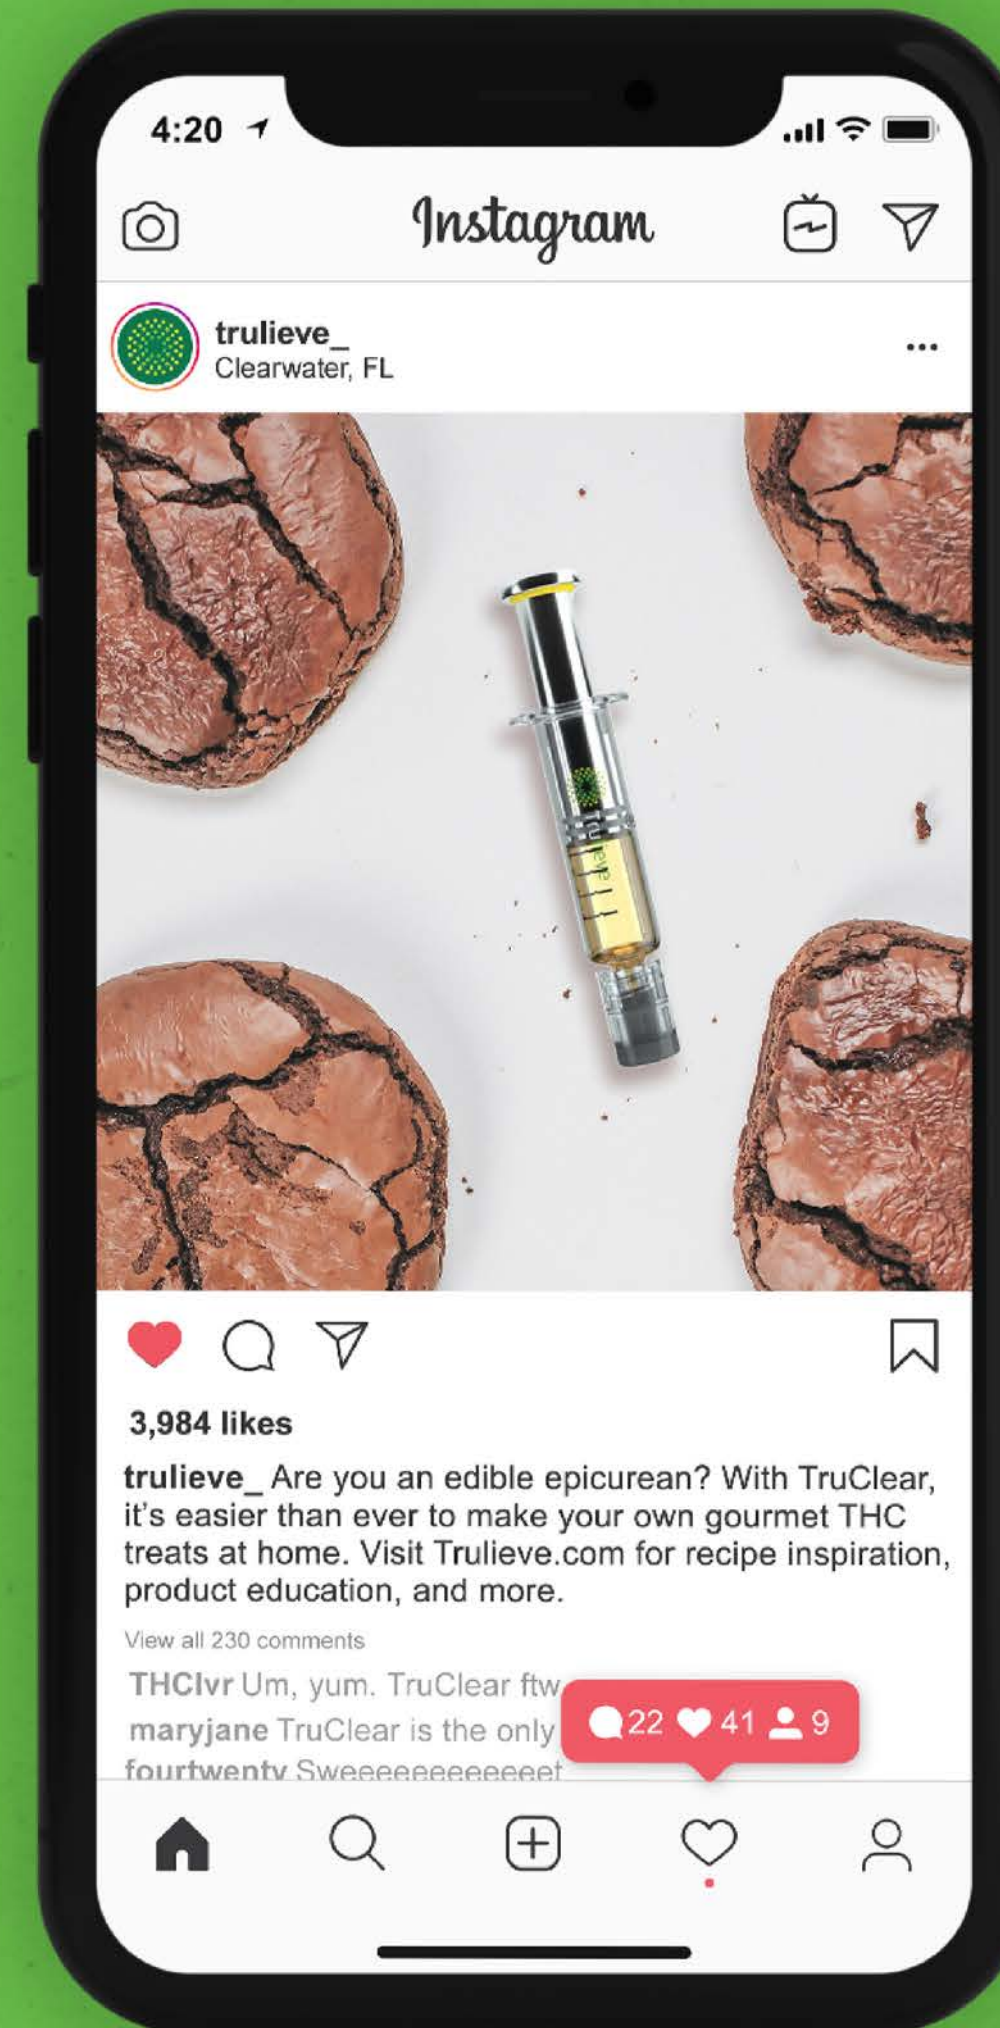 4:20
Instagram
trulieve_
Clearwater, FL
Trulieve
3,984 likes
trulieve_ Are you an edible epicurean? With TruClear,
it's easier than ever to make your own gourmet THC
treats at home. Visit Trulieve.com for recipe inspiration,
product education, and more.
View all 230 comments
THClvr Um, yum. TruClear ftw
maryjane TruClear is the only
fourtwenty Sweeeeeeeeeeeet
22 41 9